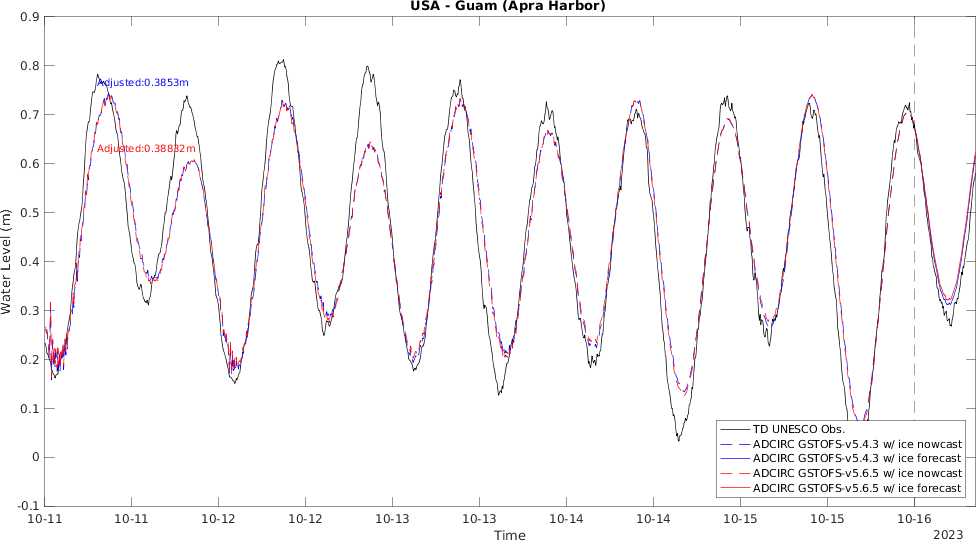 USA - Guam (Apra Harbor)
0.9
0.8
0.7
0.6
0.5
0.4
0.3
0.2
0.1
0
-0.1
Water Level (m)
Adjusted:0.3853m
Adjusted:0.38832m
TD UNESCO Obs.
ADCIRC GSTOFS-v5.4.3 w/ ice nowcast
ADCIRC GSTOFS-v5.4.3 w/ ice forecast
ADCIRC GSTOFS-v5.6.5 w/ ice nowcast
ADCIRC GSTOFS-v5.6.5 w/ ice forecast
10-11 10-11 10-12 10-12 10-13 10-13 10-14 10-14 10-15 10-15 10-16
Time
2023